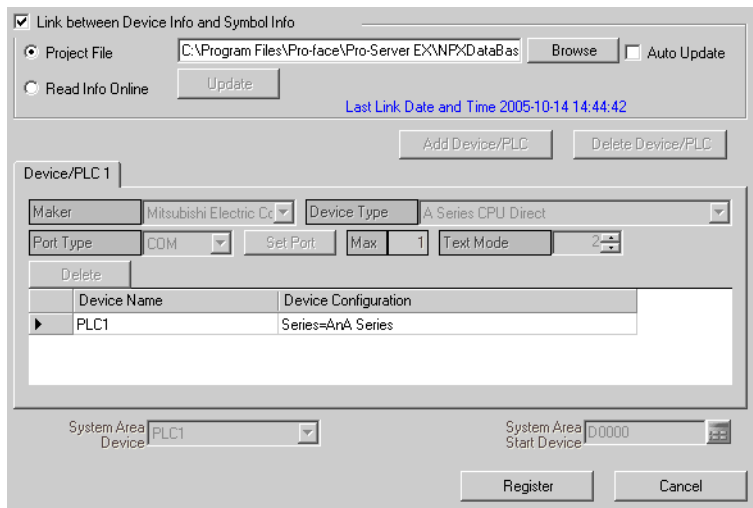 Link between Device Info and Symbol Info
Project File C:\Program Files\Pro-face\Pro-Server EX\NPXDataBas Browse Auto Update
Read Info Online Update
Last Link Date and Time 2005-10-14 14:44:42
Add Device/PLC Delete Device/PLC
Device/PLC 1
Maker Mitsubishi Electric Co Device Type A Series CPU Direct
Port Type COM Set Port Max 1 Text Mode 2
Delete
Device Name Device Configuration
PLC1 Series=AnA Series
System Area Device PLC1 System Area Start Device D0000
Register Cancel